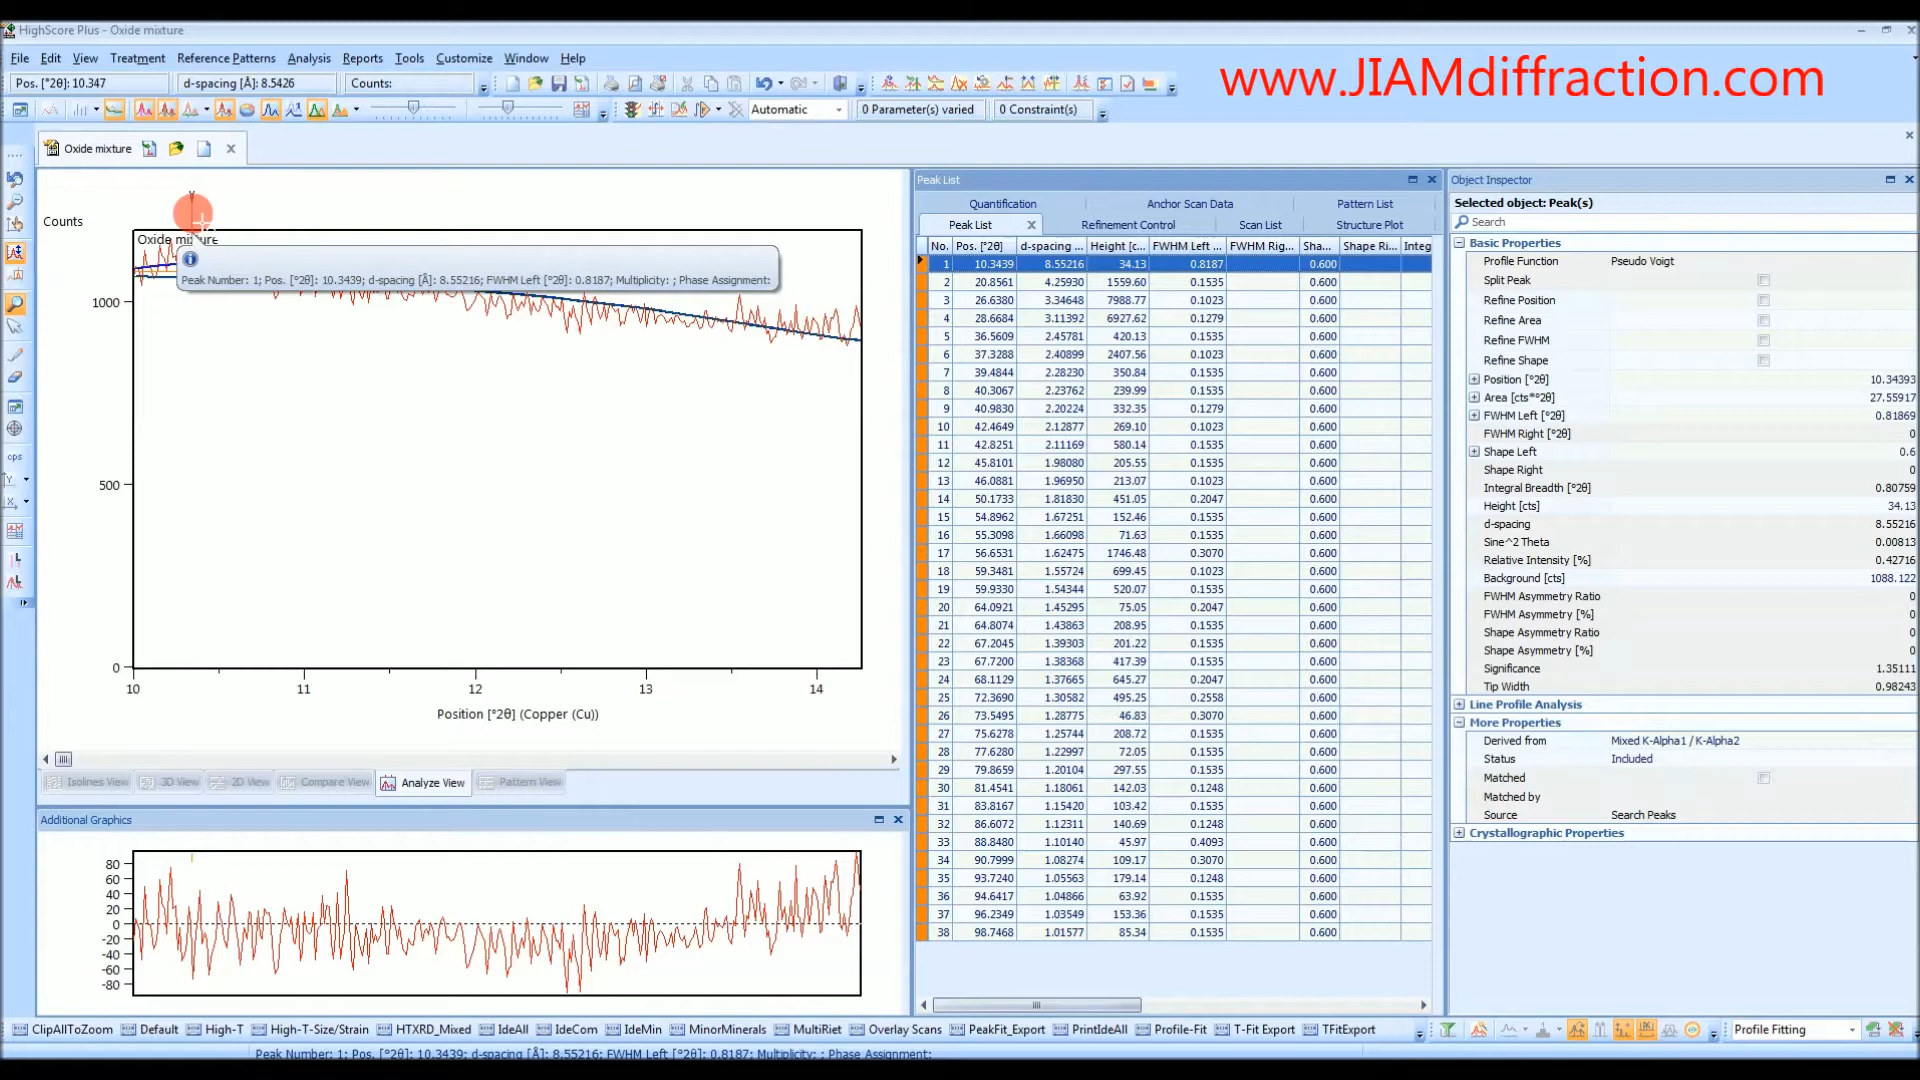 HighScore Plus - Oxide mixture
File Edit View Treatment Reference Patterns Analysis Reports Tools Customize Window Help
www.JIAMdiffraction.com
Pos. [°2θ]: 10.347 d-spacing [Å]: 8.5426 Counts:
Automatic 0 Parameter(s) varied 0 Constraint(s)
Oxide mixture
Counts
Oxide mixture
Peak Number: 1; Pos. [°2θ]: 10.3439; d-spacing [Å]: 8.55216; FWHM Left [°2θ]: 0.8187; Multiplicity: ; Phase Assignment:
1000
500
0
10 11 12 13 14
Position [°2θ] (Copper (Cu))
cps
Isolines View 3D View 2D View Compare View Analyze View Pattern View
Additional Graphics
80
60
40
20
0
-20
-40
-60
-80
Peak List
Quantification Anchor Scan Data Pattern List
Peak List Refinement Control Scan List Structure Plot
No. Pos. [°2θ] d-spacing ... Height [c... FWHM Left ... FWHM Rig... Sha... Shape Ri... Integ
1 10.3439 8.55216 34.13 0.8187 0.600
2 20.8561 4.25930 1559.60 0.1535 0.600
3 26.6380 3.34648 7988.77 0.1023 0.600
4 28.6684 3.11392 6927.62 0.1279 0.600
5 36.5609 2.45781 420.13 0.1535 0.600
6 37.3288 2.40899 2407.56 0.1023 0.600
7 39.4844 2.28230 350.84 0.1535 0.600
8 40.3067 2.23762 239.99 0.1535 0.600
9 40.9830 2.20224 332.35 0.1279 0.600
10 42.4649 2.12877 269.10 0.1023 0.600
11 42.8251 2.11169 580.14 0.1535 0.600
12 45.8101 1.98080 205.55 0.1535 0.600
13 46.0881 1.96950 213.07 0.1023 0.600
14 50.1733 1.81830 451.05 0.2047 0.600
15 54.8962 1.67251 152.46 0.1535 0.600
16 55.3098 1.66098 71.63 0.1535 0.600
17 56.6531 1.62475 1746.48 0.3070 0.600
18 59.3481 1.55724 699.45 0.1023 0.600
19 59.9330 1.54344 520.07 0.1535 0.600
20 64.0921 1.45295 75.05 0.2047 0.600
21 64.8074 1.43863 208.95 0.1535 0.600
22 67.2045 1.39303 201.22 0.1535 0.600
23 67.7200 1.38368 417.39 0.1535 0.600
24 68.1129 1.37665 645.27 0.2047 0.600
25 72.3690 1.30582 495.25 0.2558 0.600
26 73.5495 1.28775 46.83 0.3070 0.600
27 75.6278 1.25744 208.72 0.1535 0.600
28 77.6280 1.22997 72.05 0.1535 0.600
29 79.8659 1.20104 297.55 0.1535 0.600
30 81.4541 1.18061 142.03 0.1248 0.600
31 83.8167 1.15420 103.42 0.1535 0.600
32 86.6072 1.12311 140.69 0.1248 0.600
33 88.8480 1.10140 45.97 0.4093 0.600
34 90.7999 1.08274 109.17 0.3070 0.600
35 93.7240 1.05563 179.14 0.1248 0.600
36 94.6417 1.04866 63.92 0.1535 0.600
37 96.2349 1.03549 153.36 0.1535 0.600
38 98.7468 1.01577 85.34 0.1535 0.600
Object Inspector
Selected object: Peak(s)
Search
Basic Properties
Profile Function Pseudo Voigt
Split Peak
Refine Position
Refine Area
Refine FWHM
Refine Shape
Position [°2θ] 10.34393
Area [cts*°2θ] 27.55917
FWHM Left [°2θ] 0.81869
FWHM Right [°2θ] 0
Shape Left 0.6
Shape Right 0
Integral Breadth [°2θ] 0.80759
Height [cts] 34.13
d-spacing 8.55216
Sine^2 Theta 0.00813
Relative Intensity [%] 0.42716
Background [cts] 1088.122
FWHM Asymmetry Ratio 0
FWHM Asymmetry [%] 0
Shape Asymmetry Ratio 0
Shape Asymmetry [%] 0
Significance 1.35111
Tip Width 0.98243
Line Profile Analysis
More Properties
Derived from Mixed K-Alpha1 / K-Alpha2
Status Included
Matched
Matched by
Source Search Peaks
Crystallographic Properties
ClipAllToZoom Default High-T High-T-Size/Strain HTXRD_Mixed IdeAll IdeCom IdeMin MinorMinerals MultiRiet Overlay Scans PeakFit_Export PrintIdeAll Profile-Fit T-Fit Export TFitExport Profile Fitting
Peak Number: 1; Pos. [°2θ]: 10.3439; d-spacing [Å]: 8.55216; FWHM Left [°2θ]: 0.8187; Multiplicity: ; Phase Assignment: